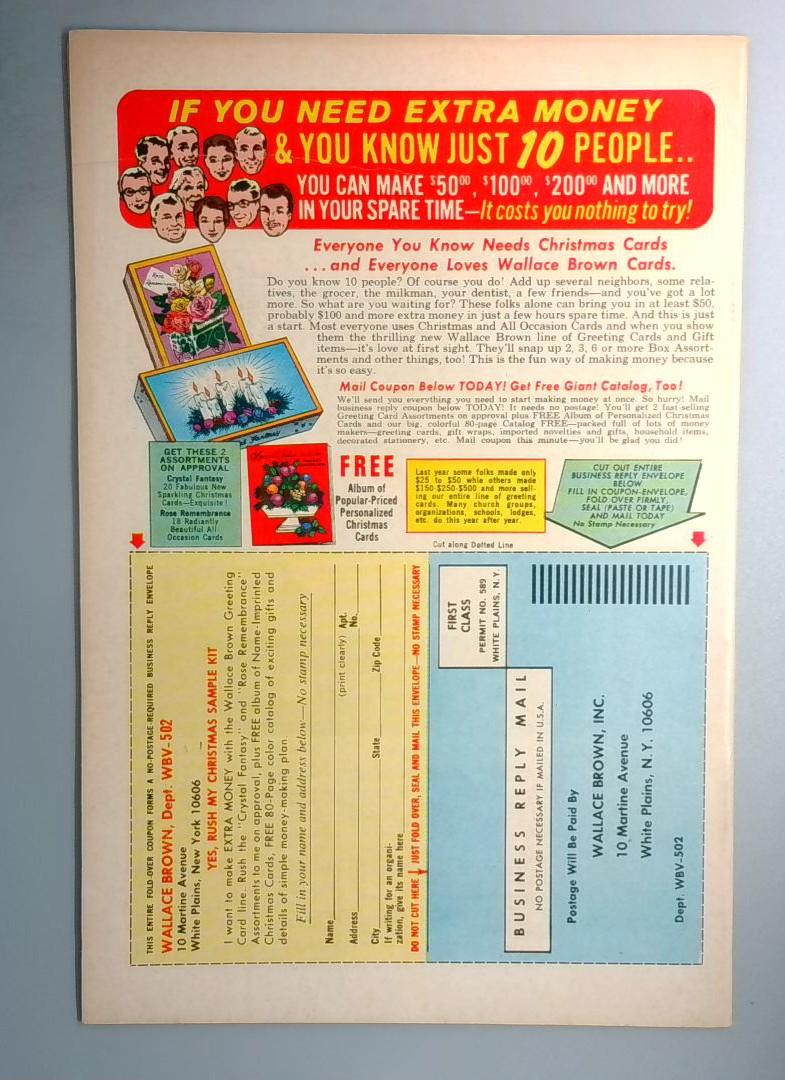 IF YOU NEED EXTRA MONEY
& YOU KNOW JUST 10 PEOPLE..
YOU CAN MAKE $50⁰⁰, $100⁰⁰, $200⁰⁰ AND MORE
IN YOUR SPARE TIME—It costs you nothing to try!
Everyone You Know Needs Christmas Cards
...and Everyone Loves Wallace Brown Cards.
Do you know 10 people? Of course you do! Add up several neighbors, some rela-
tives, the grocer, the milkman, your dentist, a few friends—and you've got a lot
more. So what are you waiting for? These folks alone can bring you in at least $50,
probably $100 and more extra money in just a few hours spare time. And this is just
a start. Most everyone uses Christmas and All Occasion Cards and when you show
them the thrilling new Wallace Brown line of Greeting Cards and Gift
items—it's love at first sight. They'll snap up 2, 3, 6 or more Box Assort-
ments and other things, too! This is the fun way of making money because
it's so easy.
Mail Coupon Below TODAY! Get Free Giant Catalog, Too!
We'll send you everything you need to start making money at once. So hurry! Mail
business reply coupon below TODAY! It needs no postage! You'll get 2 fast-selling
Greeting Card Assortments on approval plus FREE Album of Personalized Christmas
Cards and our big, colorful 80-page Catalog FREE—packed full of lots of money
makers—greeting cards, gift wraps, imported novelties and gifts, household items,
decorated stationery, etc. Mail coupon this minute—you'll be glad you did!
Rose
Remembrance
Fantasy
GET THESE 2
ASSORTMENTS
ON APPROVAL
Crystal Fantasy
20 Fabulous New
Sparkling Christmas
Cards—Exquisite!
Rose Remembrance
18 Radiantly
Beautiful All-
Occasion Cards
FREE
Album of
Popular-Priced
Personalized
Christmas
Cards
Last year some folks made only
$25 to $50 while others made
$150-$250-$500 and more sell-
ing our entire line of greeting
cards. Many church groups,
organizations, schools, lodges,
etc. do this year after year.
CUT OUT ENTIRE
BUSINESS REPLY ENVELOPE
BELOW
FILL IN COUPON-ENVELOPE,
FOLD OVER FIRMLY,
SEAL (PASTE OR TAPE)
AND MAIL TODAY
No Stamp Necessary
Cut along Dotted Line
THIS ENTIRE FOLD-OVER COUPON FORMS A NO-POSTAGE-REQUIRED BUSINESS REPLY ENVELOPE
WALLACE BROWN, Dept. WBV-502
10 Martine Avenue
White Plains, New York 10606
YES, RUSH MY CHRISTMAS SAMPLE KIT
I want to make EXTRA MONEY with the Wallace Brown Greeting
Card line. Rush the "Crystal Fantasy" and "Rose Remembrance"
Assortments to me on approval, plus FREE album of Name-Imprinted
Christmas Cards, FREE 80-Page color catalog of exciting gifts and
details of simple money-making plan.
Fill in your name and address below—No stamp necessary
Name
(print clearly)
Address
Apt. No.
City
State
Zip Code
If writing for an organi-
zation, give its name here
DO NOT CUT HERE JUST FOLD OVER, SEAL AND MAIL THIS ENVELOPE—NO STAMP NECESSARY
FIRST
CLASS
PERMIT NO. 589
WHITE PLAINS, N.Y.
BUSINESS REPLY MAIL
NO POSTAGE NECESSARY IF MAILED IN U.S.A.
Postage Will Be Paid By
WALLACE BROWN, INC.
10 Martine Avenue
White Plains, N.Y. 10606
Dept. WBV-502